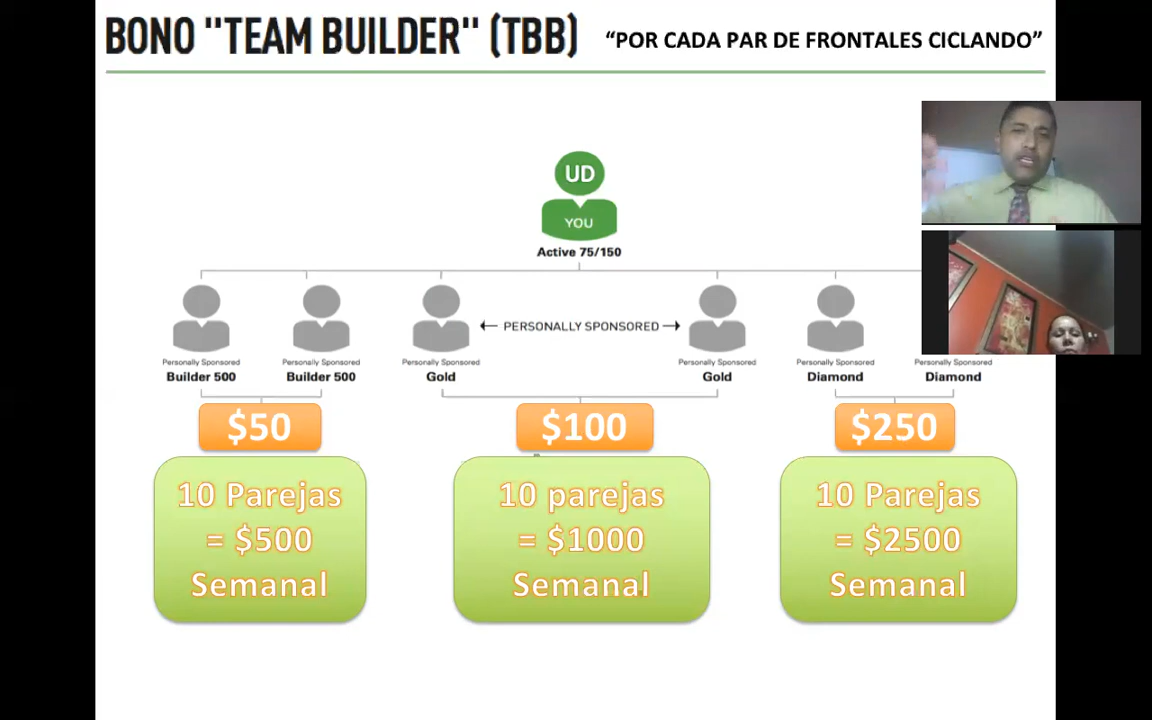 BONO "TEAM BUILDER" (TBB)
“POR CADA PAR DE FRONTALES CICLANDO”
UD
YOU
Active 75/150
← PERSONALLY SPONSORED →
Personally Sponsored
Builder 500
Personally Sponsored
Builder 500
Personally Sponsored
Gold
Personally Sponsored
Gold
Personally Sponsored
Diamond
Personally Sponsored
Diamond
$50
$100
$250
10 Parejas
= $500
Semanal
10 parejas
= $1000
Semanal
10 Parejas
= $2500
Semanal